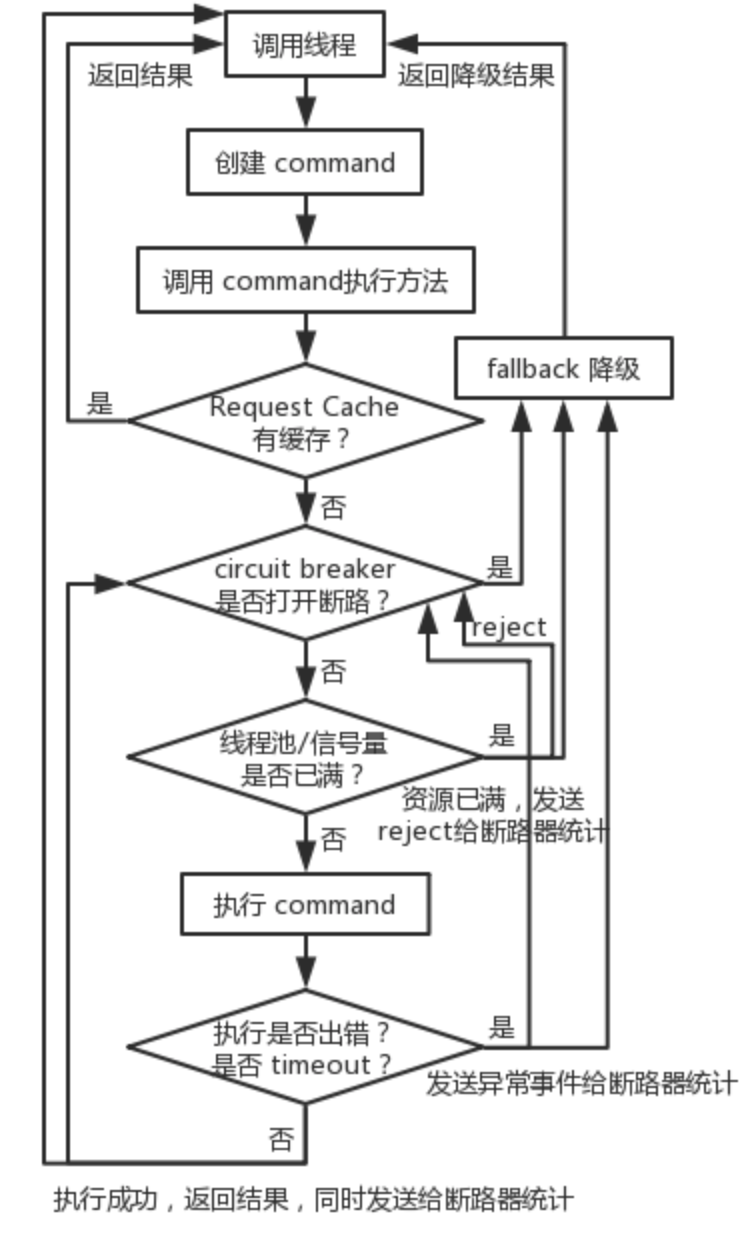 调用线程
返回结果
返回降级结果
创建 command
调用 command执行方法
fallback 降级
是
Request Cache
有缓存？
否
circuit breaker
是否打开断路？
是
reject
否
线程池/信号量
是否已满？
是
资源已满，发送
reject给断路器统计
否
执行 command
执行是否出错？
是否 timeout？
是
发送异常事件给断路器统计
否
执行成功，返回结果，同时发送给断路器统计